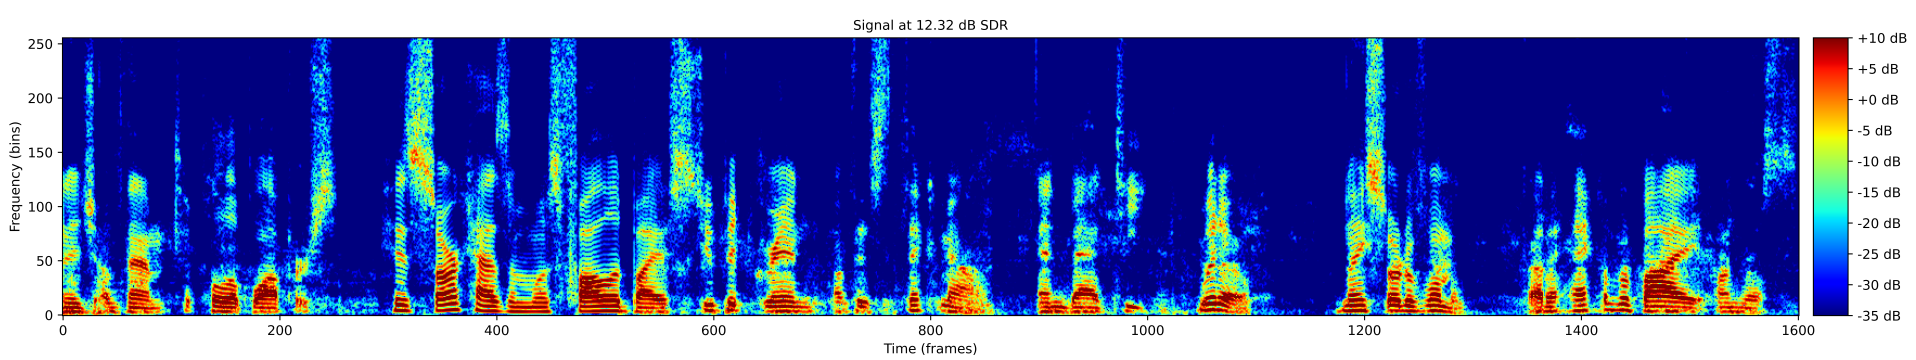 Signal at 12.32 dB SDR
Frequency (bins)
250
200
150
100
50
0
0 200 400 600 800 1000 1200 1400 1600
Time (frames)
+10 dB
+5 dB
+0 dB
-5 dB
-10 dB
-15 dB
-20 dB
-25 dB
-30 dB
-35 dB